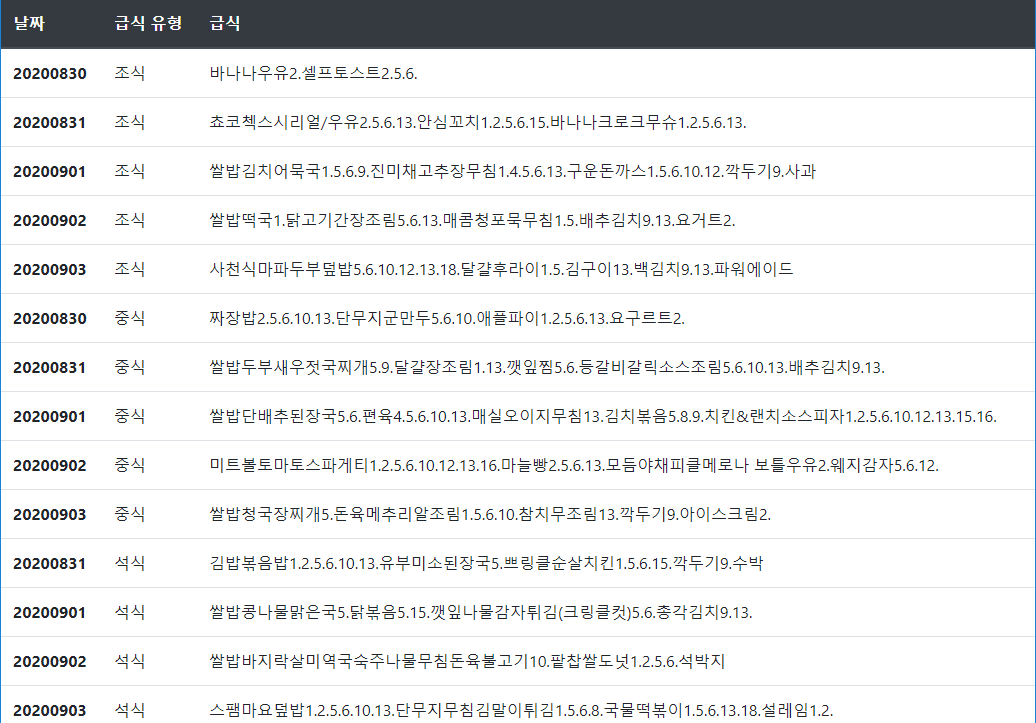 날짜 급식 유형 급식
20200830 조식 바나나우유2.셀프토스트2.5.6.
20200831 조식 쵸코첵스시리얼/우유2.5.6.13.안심꼬치1.2.5.6.15.바나나크로크무슈1.2.5.6.13.
20200901 조식 쌀밥김치어묵국1.5.6.9.진미채고추장무침1.4.5.6.13.구운돈까스1.5.6.10.12.깍두기9.사과
20200902 조식 쌀밥떡국1.닭고기간장조림5.6.13.매콤청포묵무침1.5.배추김치9.13.요거트2.
20200903 조식 사천식마파두부덮밥5.6.10.12.13.18.달걀후라이1.5.김구이13.백김치9.13.파워에이드
20200830 중식 짜장밥2.5.6.10.13.단무지군만두5.6.10.애플파이1.2.5.6.13.요구르트2.
20200831 중식 쌀밥두부새우젓국찌개5.9.달걀장조림1.13.깻잎찜5.6.등갈비갈릭소스조림5.6.10.13.배추김치9.13.
20200901 중식 쌀밥단배추된장국5.6.편육4.5.6.10.13.매실오이지무침13.김치볶음5.8.9.치킨&랜치소스피자1.2.5.6.10.12.13.15.16.
20200902 중식 미트볼토마토스파게티1.2.5.6.10.12.13.16.마늘빵2.5.6.13.모듬야채피클메로나 보틀우유2.웨지감자5.6.12.
20200903 중식 쌀밥청국장찌개5.돈육메추리알조림1.5.6.10.참치무조림13.깍두기9.아이스크림2.
20200831 석식 김밥볶음밥1.2.5.6.10.13.유부미소된장국5.쁘링클순살치킨1.5.6.15.깍두기9.수박
20200901 석식 쌀밥콩나물맑은국5.닭볶음5.15.깻잎나물감자튀김(크링클컷)5.6.총각김치9.13.
20200902 석식 쌀밥바지락살미역국숙주나물무침돈육불고기10.팥찹쌀도넛1.2.5.6.석박지
20200903 석식 스팸마요덮밥1.2.5.6.10.13.단무지무침김말이튀김1.5.6.8.국물떡볶이1.5.6.13.18.설레임1.2.